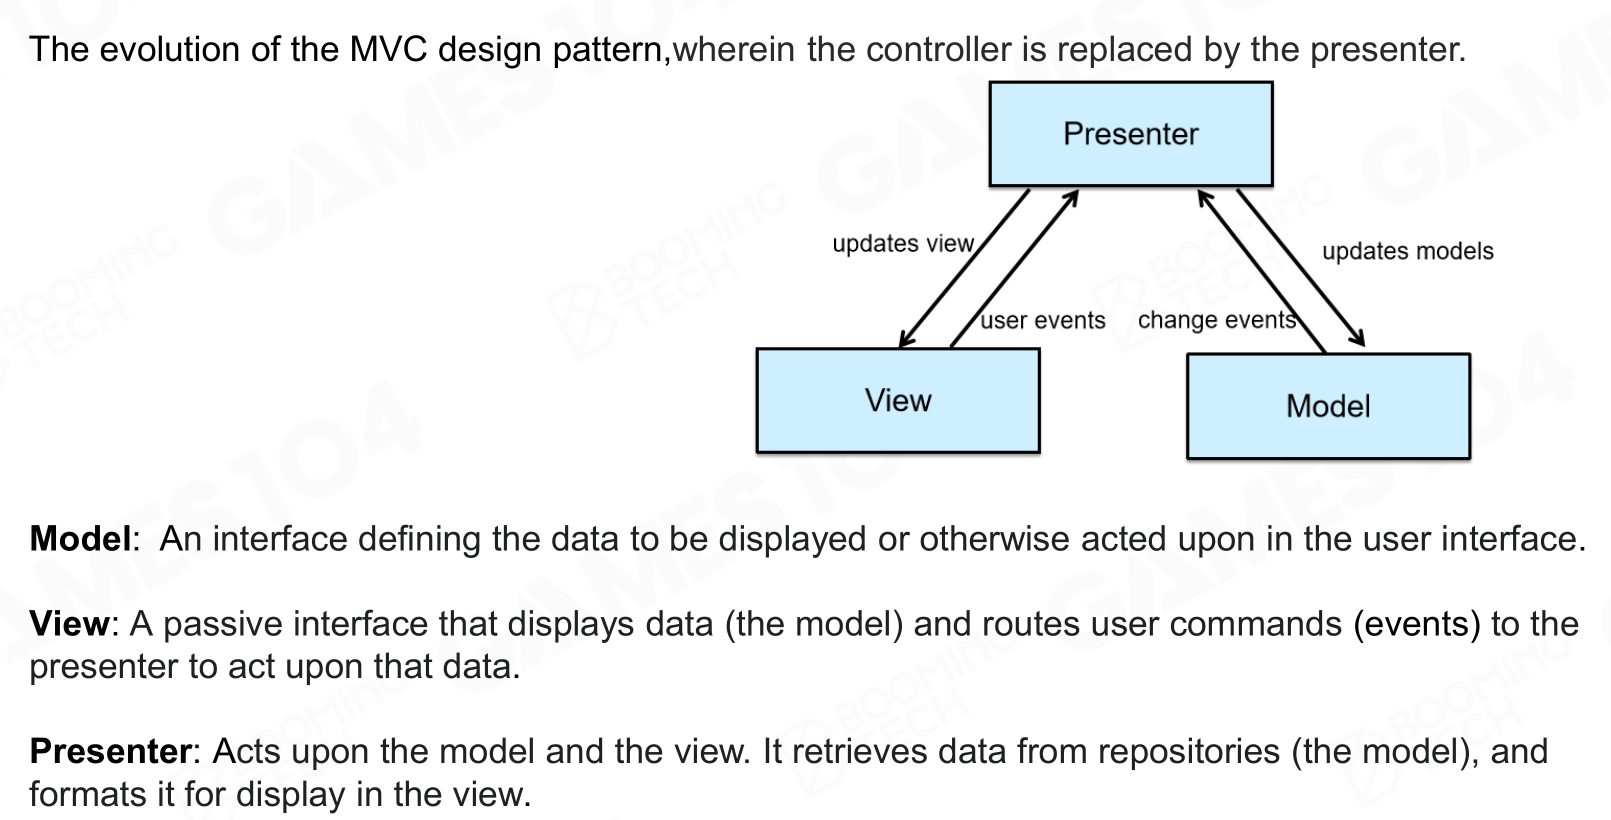 The evolution of the MVC design pattern,wherein the controller is replaced by the presenter.
Presenter
updates view
updates models
user events
change events
View
Model
Model:  An interface defining the data to be displayed or otherwise acted upon in the user interface.
View: A passive interface that displays data (the model) and routes user commands (events) to the
presenter to act upon that data.
Presenter: Acts upon the model and the view. It retrieves data from repositories (the model), and
formats it for display in the view.
GAMES104
BOOMING
TECH